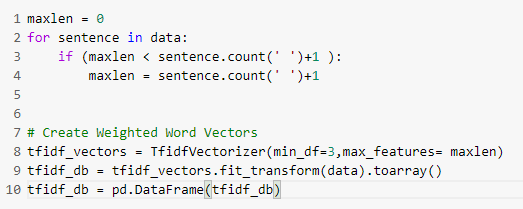 1 maxlen = 0
2 for sentence in data:
3     if (maxlen < sentence.count(' ')+1 ):
4         maxlen = sentence.count(' ')+1
5
6
7 # Create Weighted Word Vectors
8 tfidf_vectors = TfidfVectorizer(min_df=3,max_features= maxlen)
9 tfidf_db = tfidf_vectors.fit_transform(data).toarray()
10 tfidf_db = pd.DataFrame(tfidf_db)